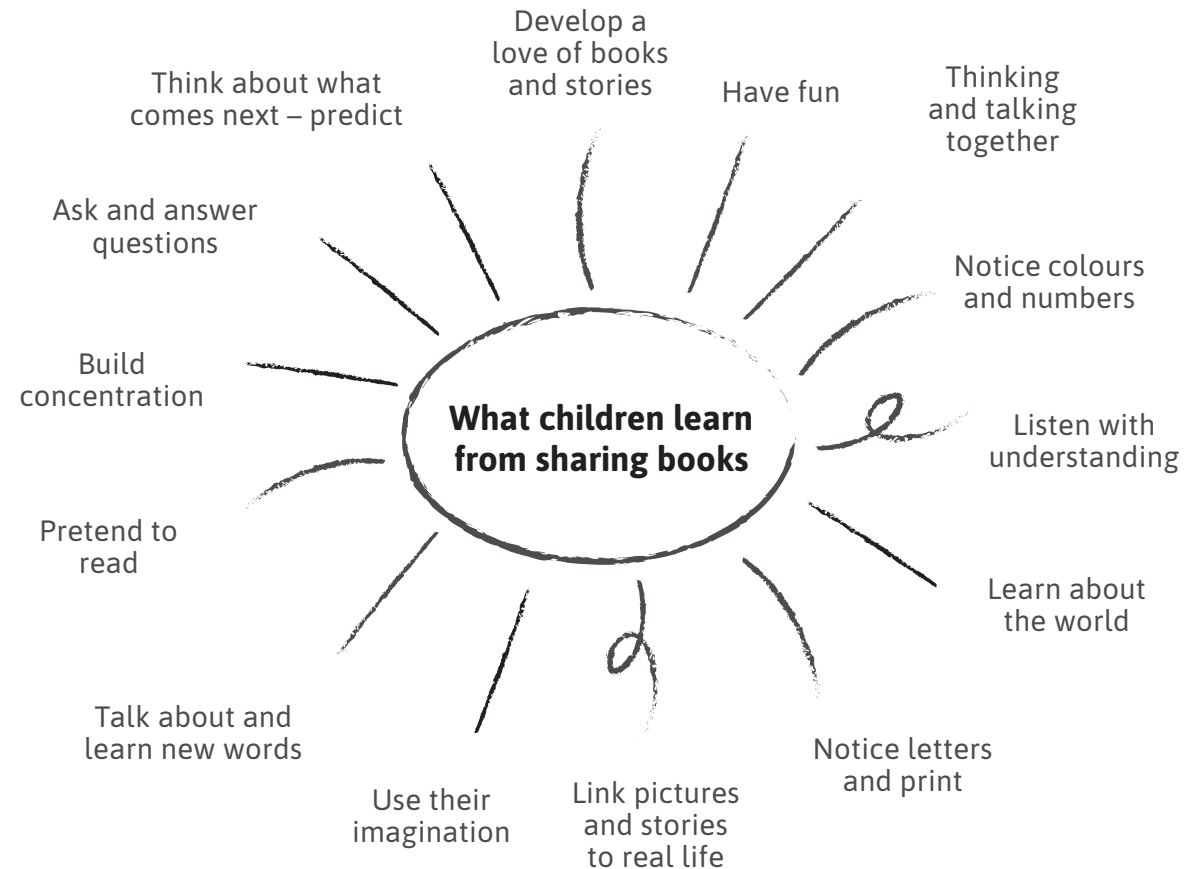 Develop a
love of books
and stories
Have fun
Thinking
and talking
together
Notice colours
and numbers
Listen with
understanding
Learn about
the world
Notice letters
and print
Link pictures
and stories
to real life
Use their
imagination
Talk about and
learn new words
Pretend to
read
Build
concentration
Ask and answer
questions
Think about what
comes next – predict
What children learn
from sharing books